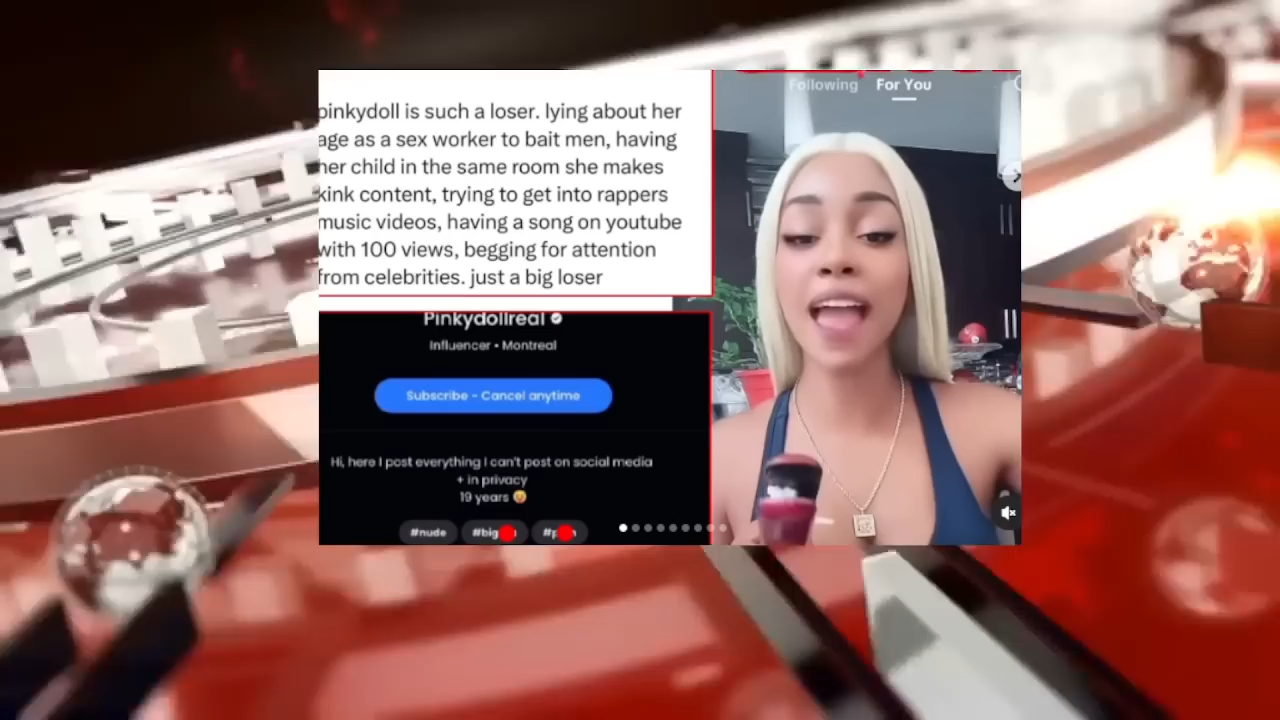 pinkydoll is such a loser. lying about her
age as a sex worker to bait men, having
her child in the same room she makes
kink content, trying to get into rappers
music videos, having a song on youtube
with 100 views, begging for attention
from celebrities. just a big loser
Pinkydollreal
Influencer • Montreal
Subscribe - Cancel anytime
Hi, here I post everything I can't post on social media
+ in privacy
19 years
#nude #big
Following For You